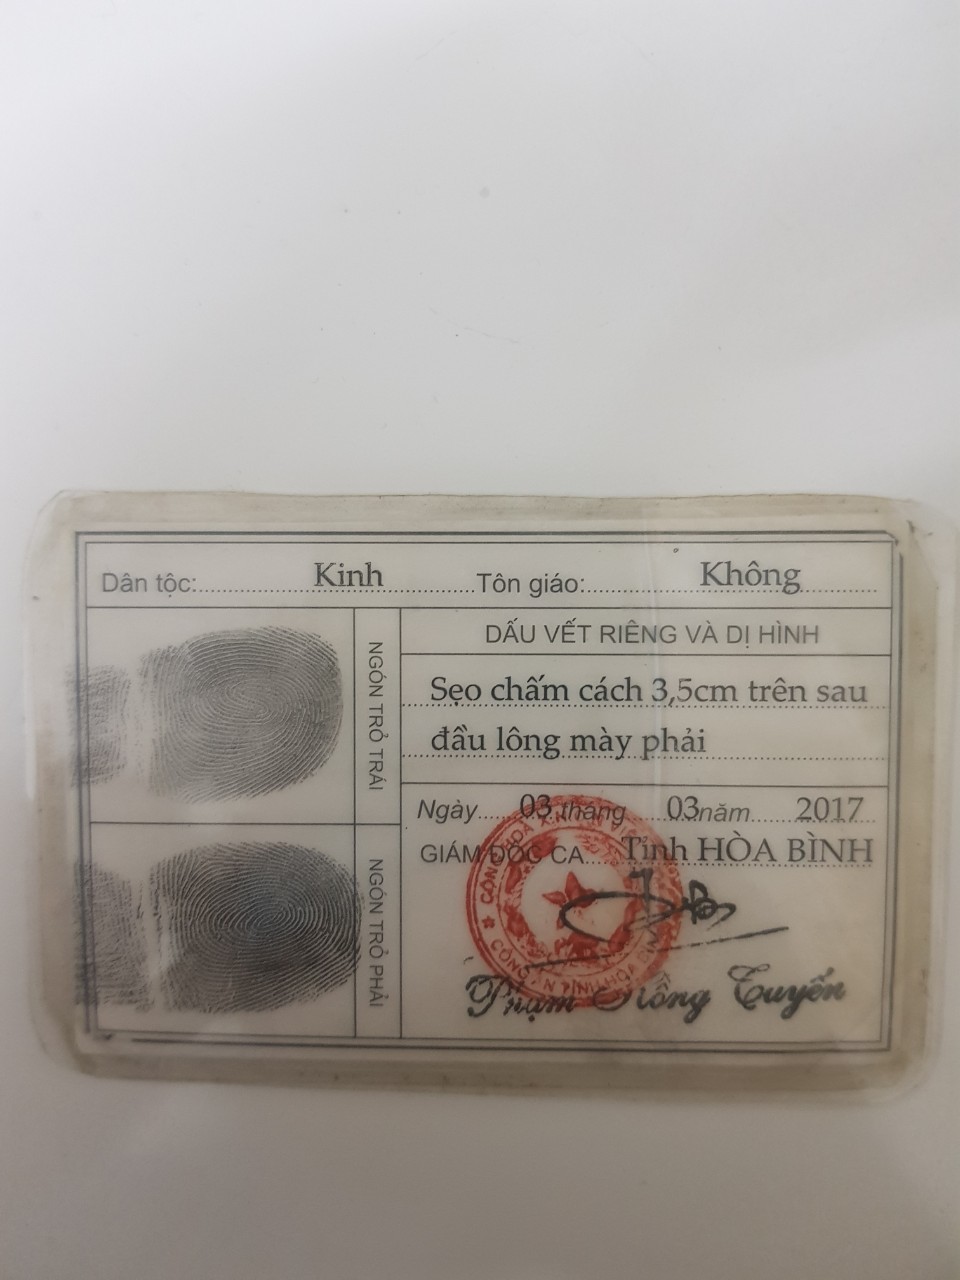 Dân tộc: Kinh Tôn giáo: Không
NGÓN TRỎ TRÁI
NGÓN TRỎ PHẢI
DẤU VẾT RIÊNG VÀ DỊ HÌNH
Sẹo chấm cách 3,5cm trên sau
đầu lông mày phải
Ngày 03 tháng 03 năm 2017
GIÁM ĐỐC CA Tỉnh HÒA BÌNH
Phạm Hồng Tuyến